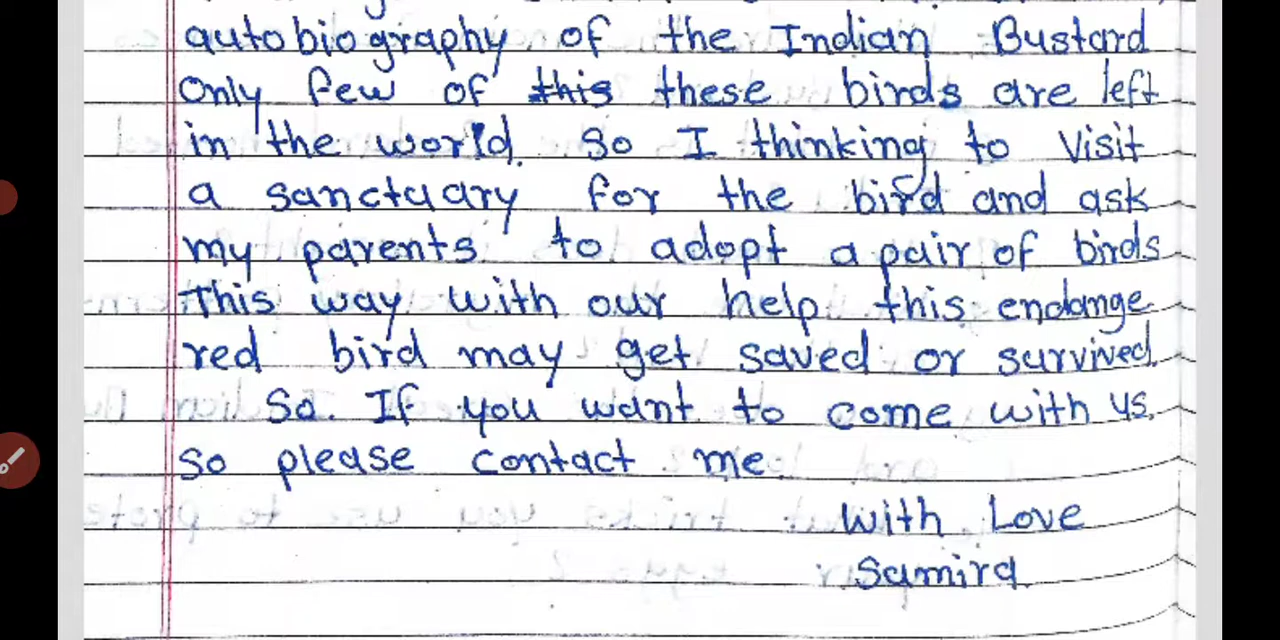 autobiography of the Indian Bustard
Only few of this these birds are left
in the world. So I thinking to visit
a sanctuary for the bird and ask
my parents to adopt a pair of birds
This way with our help this endange
red bird may get saved or survived.
So. If you want to come with us.
so please contact me.
With Love
Samira